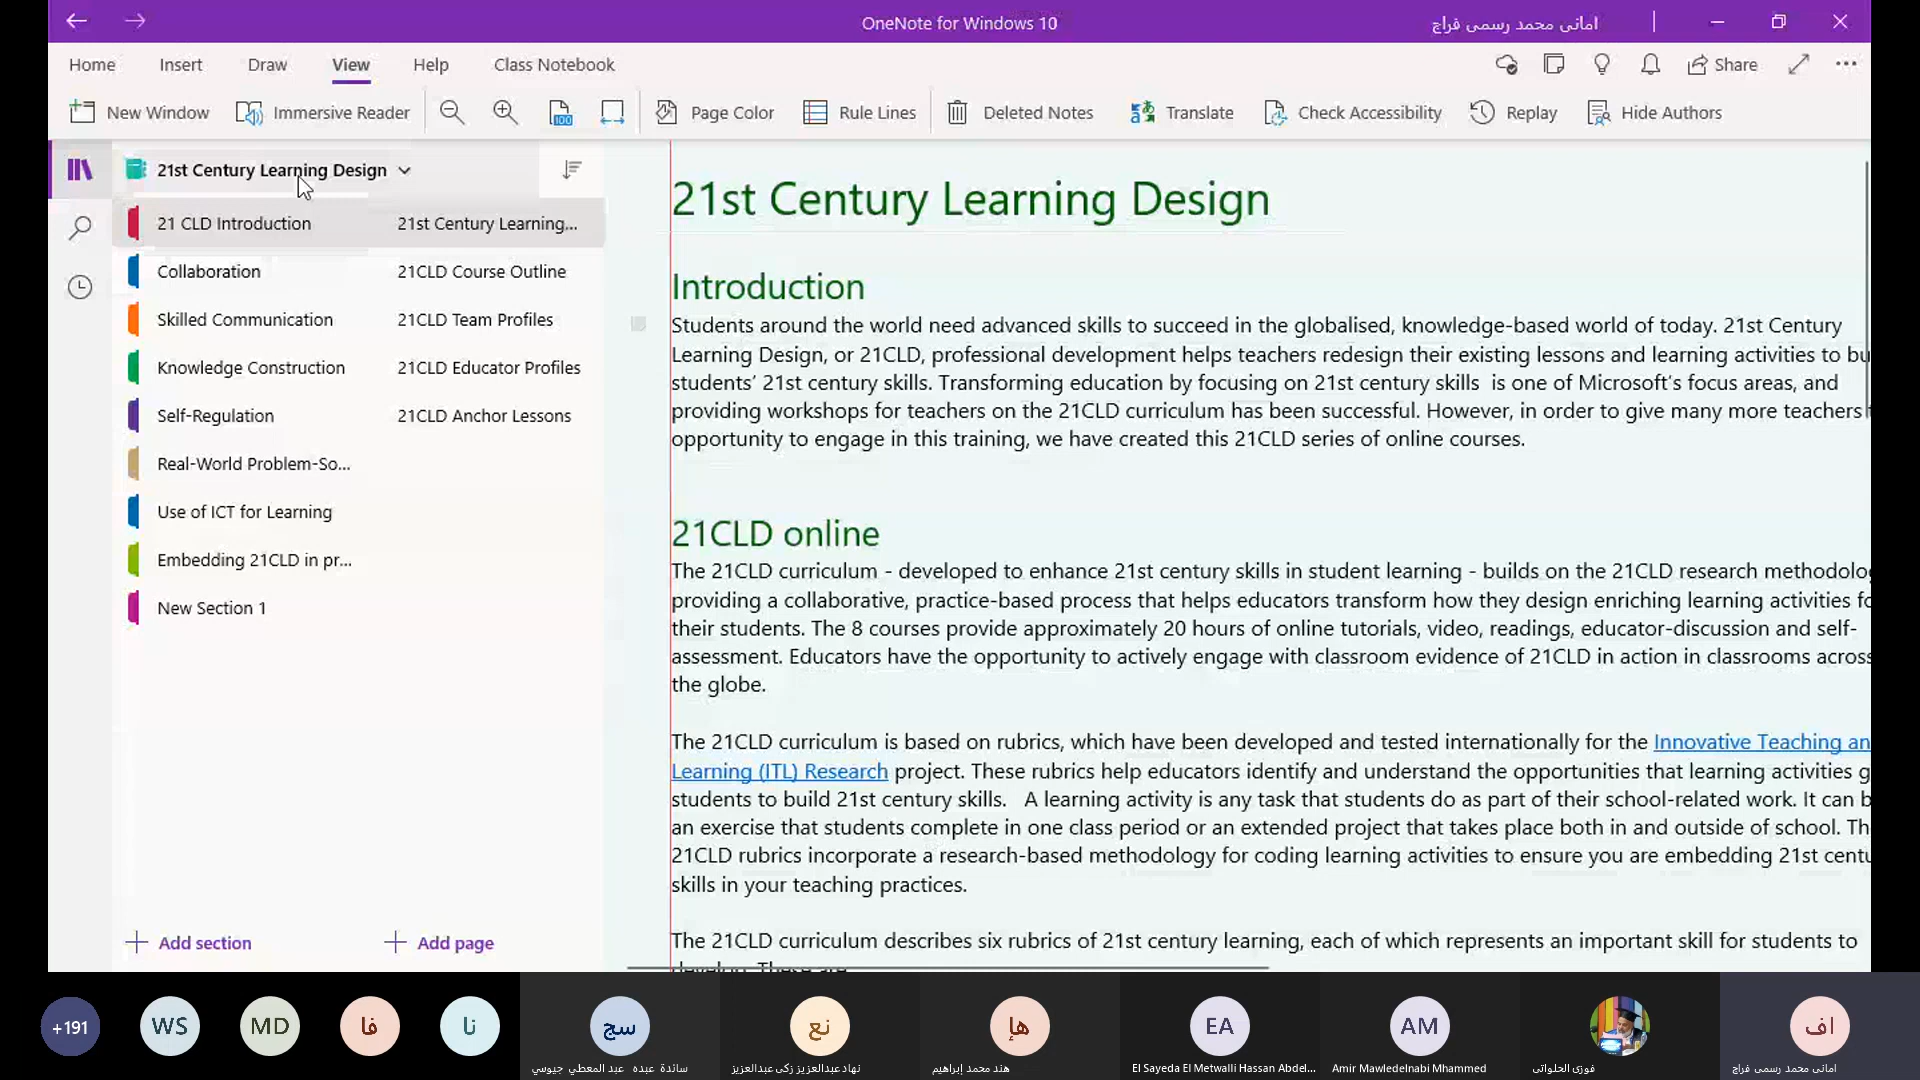 OneNote for Windows 10
امانى محمد رسمى فراج
Home Insert Draw View Help Class Notebook Share
New Window Immersive Reader 100 Page Color Rule Lines Deleted Notes Translate Check Accessibility Replay Hide Authors
21st Century Learning Design
21 CLD Introduction
Collaboration
Skilled Communication
Knowledge Construction
Self-Regulation
Real-World Problem-So...
Use of ICT for Learning
Embedding 21CLD in pr...
New Section 1
Add section
21st Century Learning...
21CLD Course Outline
21CLD Team Profiles
21CLD Educator Profiles
21CLD Anchor Lessons
Add page
21st Century Learning Design
Introduction
Students around the world need advanced skills to succeed in the globalised, knowledge-based world of today. 21st Century
Learning Design, or 21CLD, professional development helps teachers redesign their existing lessons and learning activities to bu
students' 21st century skills. Transforming education by focusing on 21st century skills is one of Microsoft's focus areas, and
providing workshops for teachers on the 21CLD curriculum has been successful. However, in order to give many more teachers
opportunity to engage in this training, we have created this 21CLD series of online courses.
21CLD online
The 21CLD curriculum - developed to enhance 21st century skills in student learning - builds on the 21CLD research methodolog
providing a collaborative, practice-based process that helps educators transform how they design enriching learning activities fo
their students. The 8 courses provide approximately 20 hours of online tutorials, video, readings, educator-discussion and self-
assessment. Educators have the opportunity to actively engage with classroom evidence of 21CLD in action in classrooms across
the globe.
The 21CLD curriculum is based on rubrics, which have been developed and tested internationally for the Innovative Teaching an
Learning (ITL) Research project. These rubrics help educators identify and understand the opportunities that learning activities g
students to build 21st century skills. A learning activity is any task that students do as part of their school-related work. It can b
an exercise that students complete in one class period or an extended project that takes place both in and outside of school. Th
21CLD rubrics incorporate a research-based methodology for coding learning activities to ensure you are embedding 21st centu
skills in your teaching practices.
The 21CLD curriculum describes six rubrics of 21st century learning, each of which represents an important skill for students to
develop. These are
+191 WS MD فا نا سج نع هإ EA AM اف
سائدة عبده عبد المعطي جيوسي
نهاد عبدالعزيز زكى عبدالعزيز
هند محمد إبراهيم
El Sayeda El Metwalli Hassan Abdel...
Amir Mawledelnabi Mhammed
فوزى الحلواتى
امانى محمد رسمى فراج